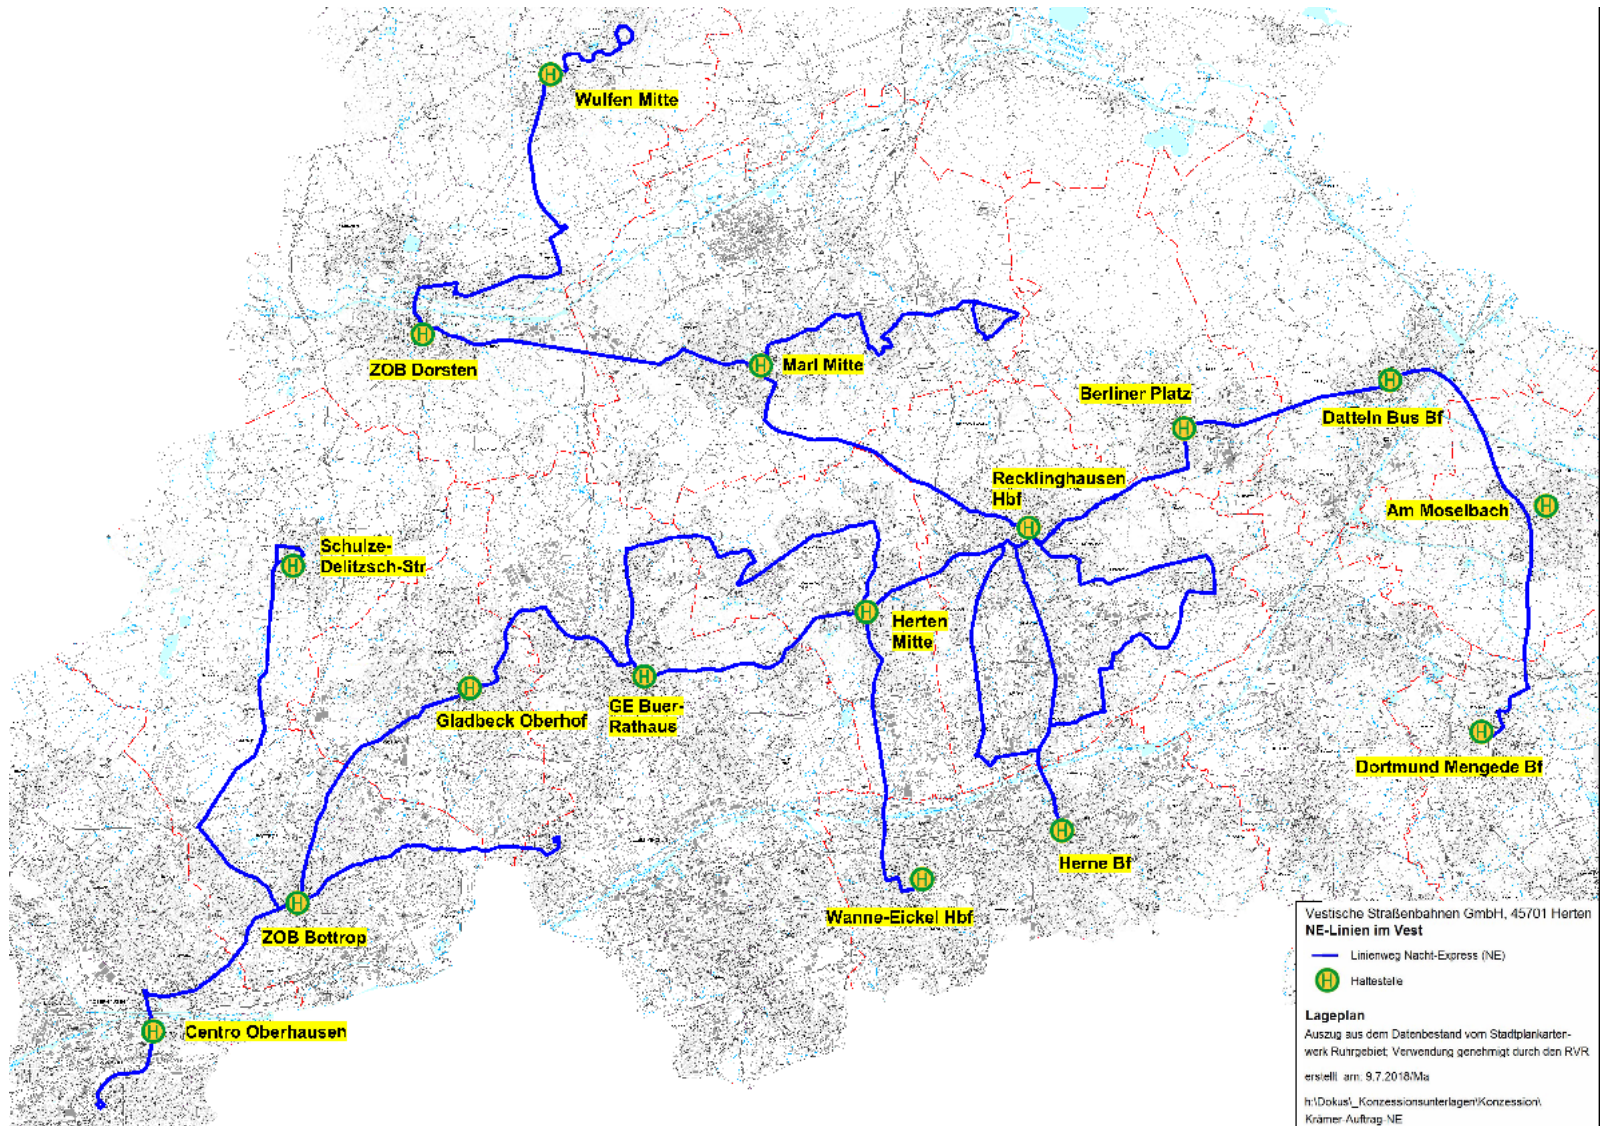 Wulfen Mitte
ZOB Dorsten
Marl Mitte
Berliner Platz
Datteln Bus Bf
Recklinghausen
Hbf
Am Moselbach
Schulze-
Delitzsch-Str
Herten
Mitte
Gladbeck Oberhof
GE Buer-
Rathaus
Dortmund Mengede Bf
Herne Bf
Wanne-Eickel Hbf
ZOB Bottrop
Centro Oberhausen
Vestische Straßenbahnen GmbH, 45701 Herten
NE-Linien im Vest
Linienweg Nacht-Express (NE)
Haltestelle
Lageplan
Auszug aus dem Datenbestand vom Stadtplankarten-
werk Ruhrgebiet; Verwendung genehmigt durch den RVR
erstellt am: 9.7.2018/Ma
h:\Dokus\_Konzessionsunterlagen\Konzession\
Krämer-Auftrag-NE